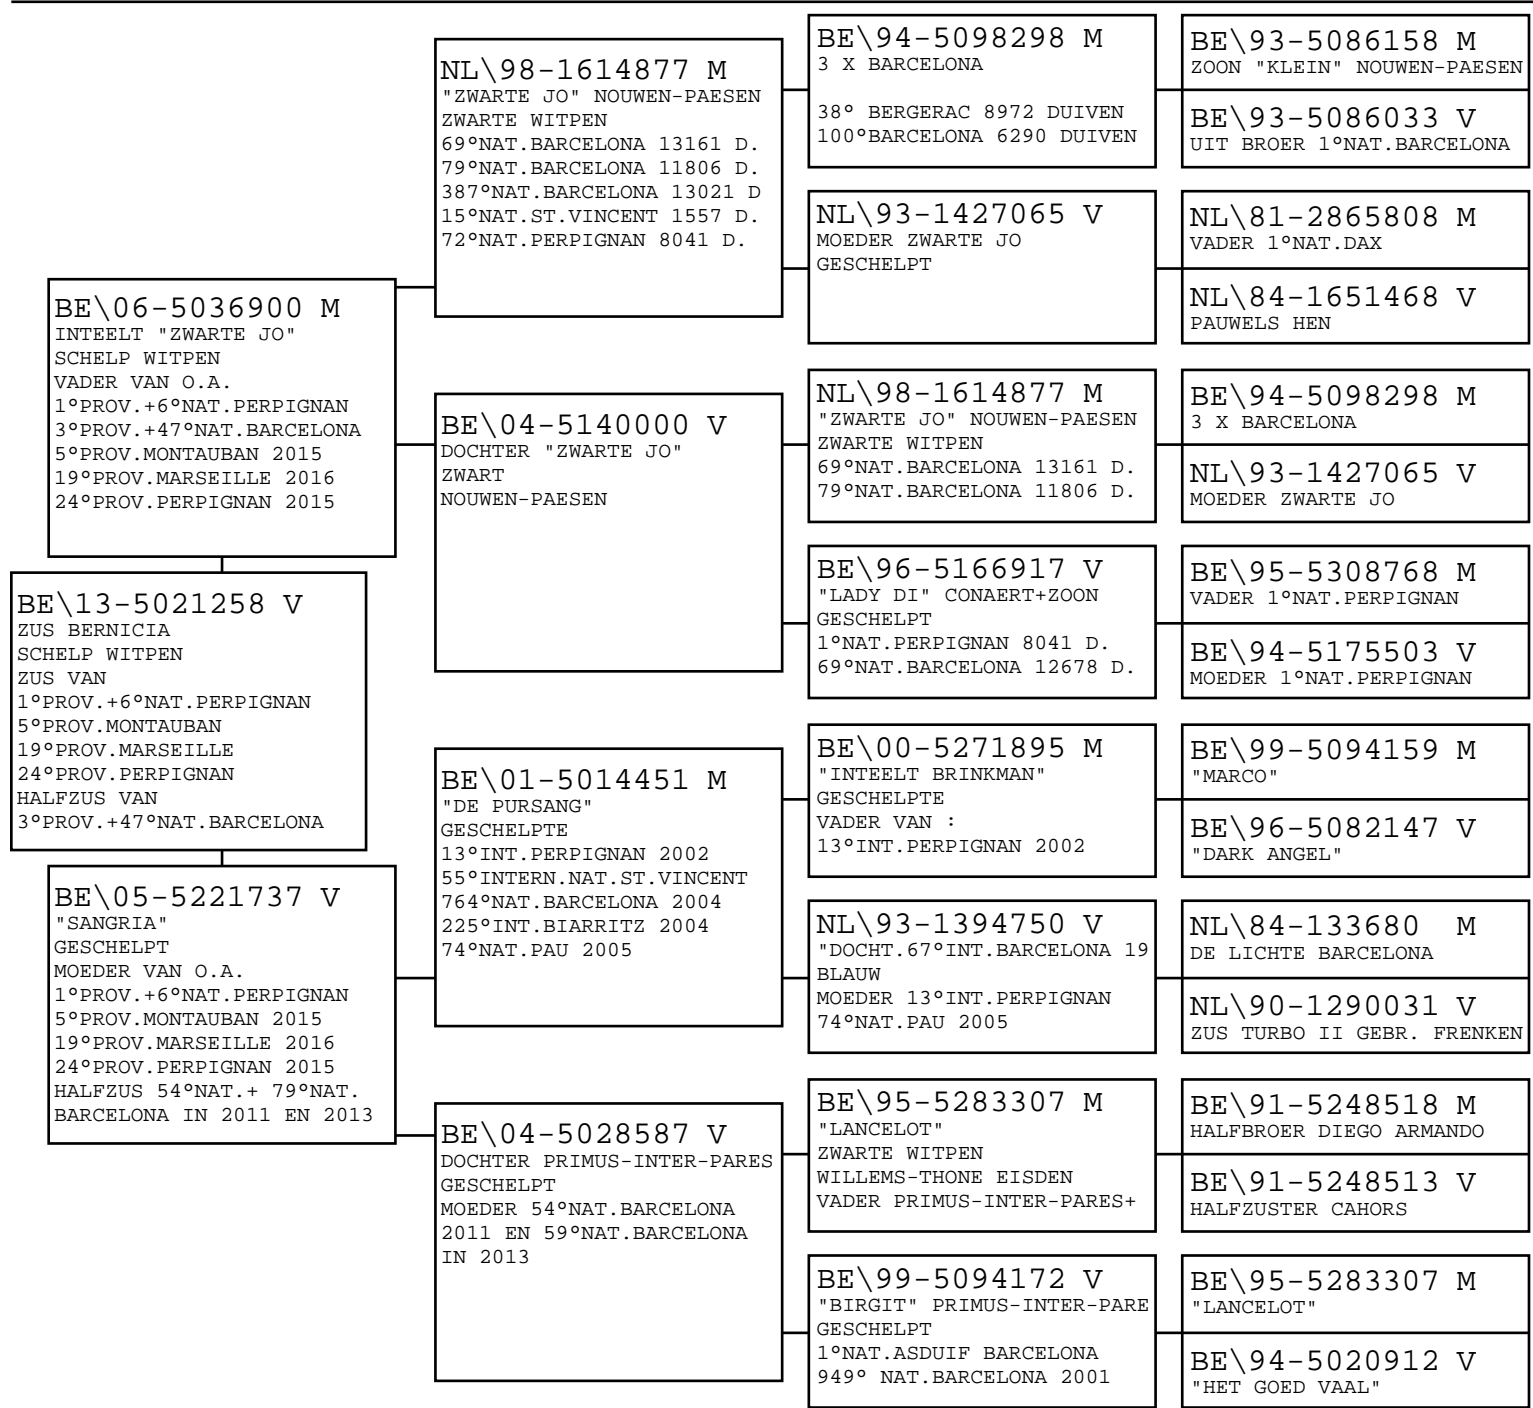 BE\13-5021258 V
ZUS BERNICIA
SCHELP WITPEN
ZUS VAN
1°PROV.+6°NAT.PERPIGNAN
5°PROV.MONTAUBAN
19°PROV.MARSEILLE
24°PROV.PERPIGNAN
HALFZUS VAN
3°PROV.+47°NAT.BARCELONA
BE\06-5036900 M
INTEELT "ZWARTE JO"
SCHELP WITPEN
VADER VAN O.A.
1°PROV.+6°NAT.PERPIGNAN
3°PROV.+47°NAT.BARCELONA
5°PROV.MONTAUBAN 2015
19°PROV.MARSEILLE 2016
24°PROV.PERPIGNAN 2015
BE\05-5221737 V
"SANGRIA"
GESCHELPT
MOEDER VAN O.A.
1°PROV.+6°NAT.PERPIGNAN
5°PROV.MONTAUBAN 2015
19°PROV.MARSEILLE 2016
24°PROV.PERPIGNAN 2015
HALFZUS 54°NAT.+ 79°NAT.
BARCELONA IN 2011 EN 2013
NL\98-1614877 M
"ZWARTE JO" NOUWEN-PAESEN
ZWARTE WITPEN
69°NAT.BARCELONA 13161 D.
79°NAT.BARCELONA 11806 D.
387°NAT.BARCELONA 13021 D
15°NAT.ST.VINCENT 1557 D.
72°NAT.PERPIGNAN 8041 D.
BE\04-5140000 V
DOCHTER "ZWARTE JO"
ZWART
NOUWEN-PAESEN
BE\01-5014451 M
"DE PURSANG"
GESCHELPTE
13°INT.PERPIGNAN 2002
55°INTERN.NAT.ST.VINCENT
764°NAT.BARCELONA 2004
225°INT.BIARRITZ 2004
74°NAT.PAU 2005
BE\04-5028587 V
DOCHTER PRIMUS-INTER-PARES
GESCHELPT
MOEDER 54°NAT.BARCELONA
2011 EN 59°NAT.BARCELONA
IN 2013
BE\94-5098298 M
3 X BARCELONA
38° BERGERAC 8972 DUIVEN
100°BARCELONA 6290 DUIVEN
NL\93-1427065 V
MOEDER ZWARTE JO
GESCHELPT
NL\98-1614877 M
"ZWARTE JO" NOUWEN-PAESEN
ZWARTE WITPEN
69°NAT.BARCELONA 13161 D.
79°NAT.BARCELONA 11806 D.
BE\96-5166917 V
"LADY DI" CONAERT+ZOON
GESCHELPT
1°NAT.PERPIGNAN 8041 D.
69°NAT.BARCELONA 12678 D.
BE\00-5271895 M
"INTEELT BRINKMAN"
GESCHELPTE
VADER VAN :
13°INT.PERPIGNAN 2002
NL\93-1394750 V
"DOCHT.67°INT.BARCELONA 19
BLAUW
MOEDER 13°INT.PERPIGNAN
74°NAT.PAU 2005
BE\95-5283307 M
"LANCELOT"
ZWARTE WITPEN
WILLEMS-THONE EISDEN
VADER PRIMUS-INTER-PARES+
BE\99-5094172 V
"BIRGIT" PRIMUS-INTER-PARE
GESCHELPT
1°NAT.ASDUIF BARCELONA
949° NAT.BARCELONA 2001
BE\93-5086158 M
ZOON "KLEIN" NOUWEN-PAESEN
BE\93-5086033 V
UIT BROER 1°NAT.BARCELONA
NL\81-2865808 M
VADER 1°NAT.DAX
NL\84-1651468 V
PAUWELS HEN
BE\94-5098298 M
3 X BARCELONA
NL\93-1427065 V
MOEDER ZWARTE JO
BE\95-5308768 M
VADER 1°NAT.PERPIGNAN
BE\94-5175503 V
MOEDER 1°NAT.PERPIGNAN
BE\99-5094159 M
"MARCO"
BE\96-5082147 V
"DARK ANGEL"
NL\84-133680 M
DE LICHTE BARCELONA
NL\90-1290031 V
ZUS TURBO II GEBR. FRENKEN
BE\91-5248518 M
HALFBROER DIEGO ARMANDO
BE\91-5248513 V
HALFZUSTER CAHORS
BE\95-5283307 M
"LANCELOT"
BE\94-5020912 V
"HET GOED VAAL"